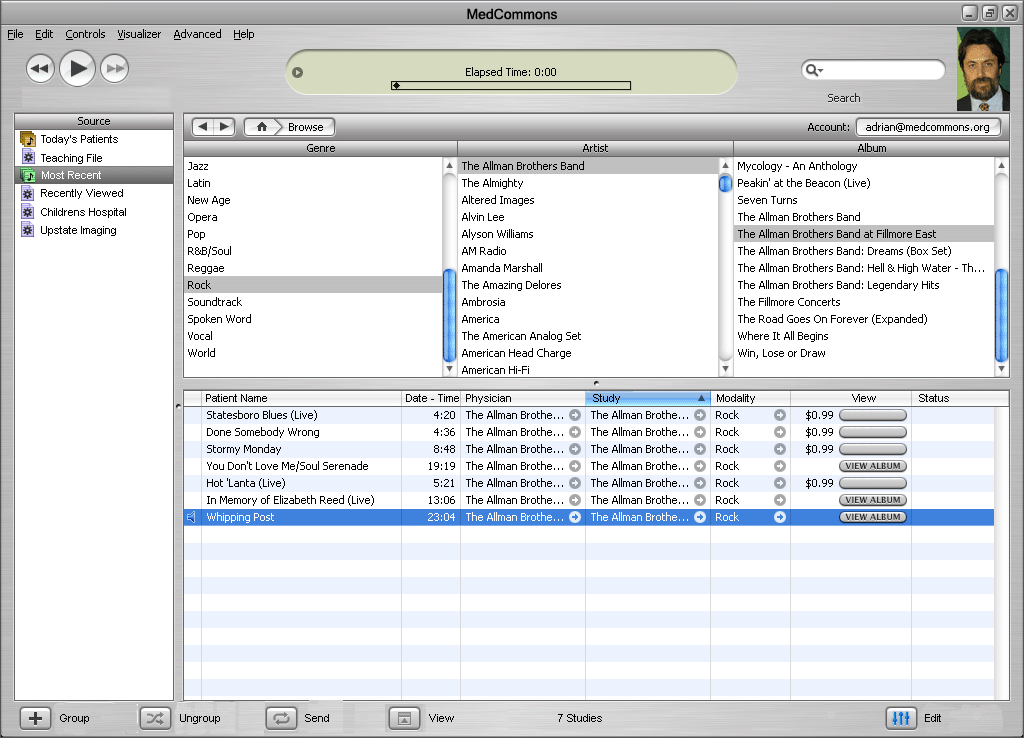 MedCommons
File Edit Controls Visualizer Advanced Help
Elapsed Time: 0:00
Search
Source
Today's Patients
Teaching File
Most Recent
Recently Viewed
Childrens Hospital
Upstate Imaging
Browse
Account: adrian@medcommons.org
Genre
Jazz
Latin
New Age
Opera
Pop
R&B/Soul
Reggae
Rock
Soundtrack
Spoken Word
Vocal
World
Artist
The Allman Brothers Band
The Almighty
Altered Images
Alvin Lee
Alyson Williams
AM Radio
Amanda Marshall
The Amazing Delores
Ambrosia
America
The American Analog Set
American Head Charge
American Hi-Fi
Album
Mycology - An Anthology
Peakin' at the Beacon (Live)
Seven Turns
The Allman Brothers Band
The Allman Brothers Band at Fillmore East
The Allman Brothers Band: Dreams (Box Set)
The Allman Brothers Band: Hell & High Water - Th...
The Allman Brothers Band: Legendary Hits
The Fillmore Concerts
The Road Goes On Forever (Expanded)
Where It All Begins
Win, Lose or Draw
Patient Name Date - Time Physician Study Modality View Status
Statesboro Blues (Live) 4:20 The Allman Brothe... The Allman Brothe... Rock $0.99
Done Somebody Wrong 4:36 The Allman Brothe... The Allman Brothe... Rock $0.99
Stormy Monday 8:48 The Allman Brothe... The Allman Brothe... Rock $0.99
You Don't Love Me/Soul Serenade 19:19 The Allman Brothe... The Allman Brothe... Rock VIEW ALBUM
Hot 'Lanta (Live) 5:21 The Allman Brothe... The Allman Brothe... Rock $0.99
In Memory of Elizabeth Reed (Live) 13:06 The Allman Brothe... The Allman Brothe... Rock VIEW ALBUM
Whipping Post 23:04 The Allman Brothe... The Allman Brothe... Rock VIEW ALBUM
Group Ungroup Send View 7 Studies Edit